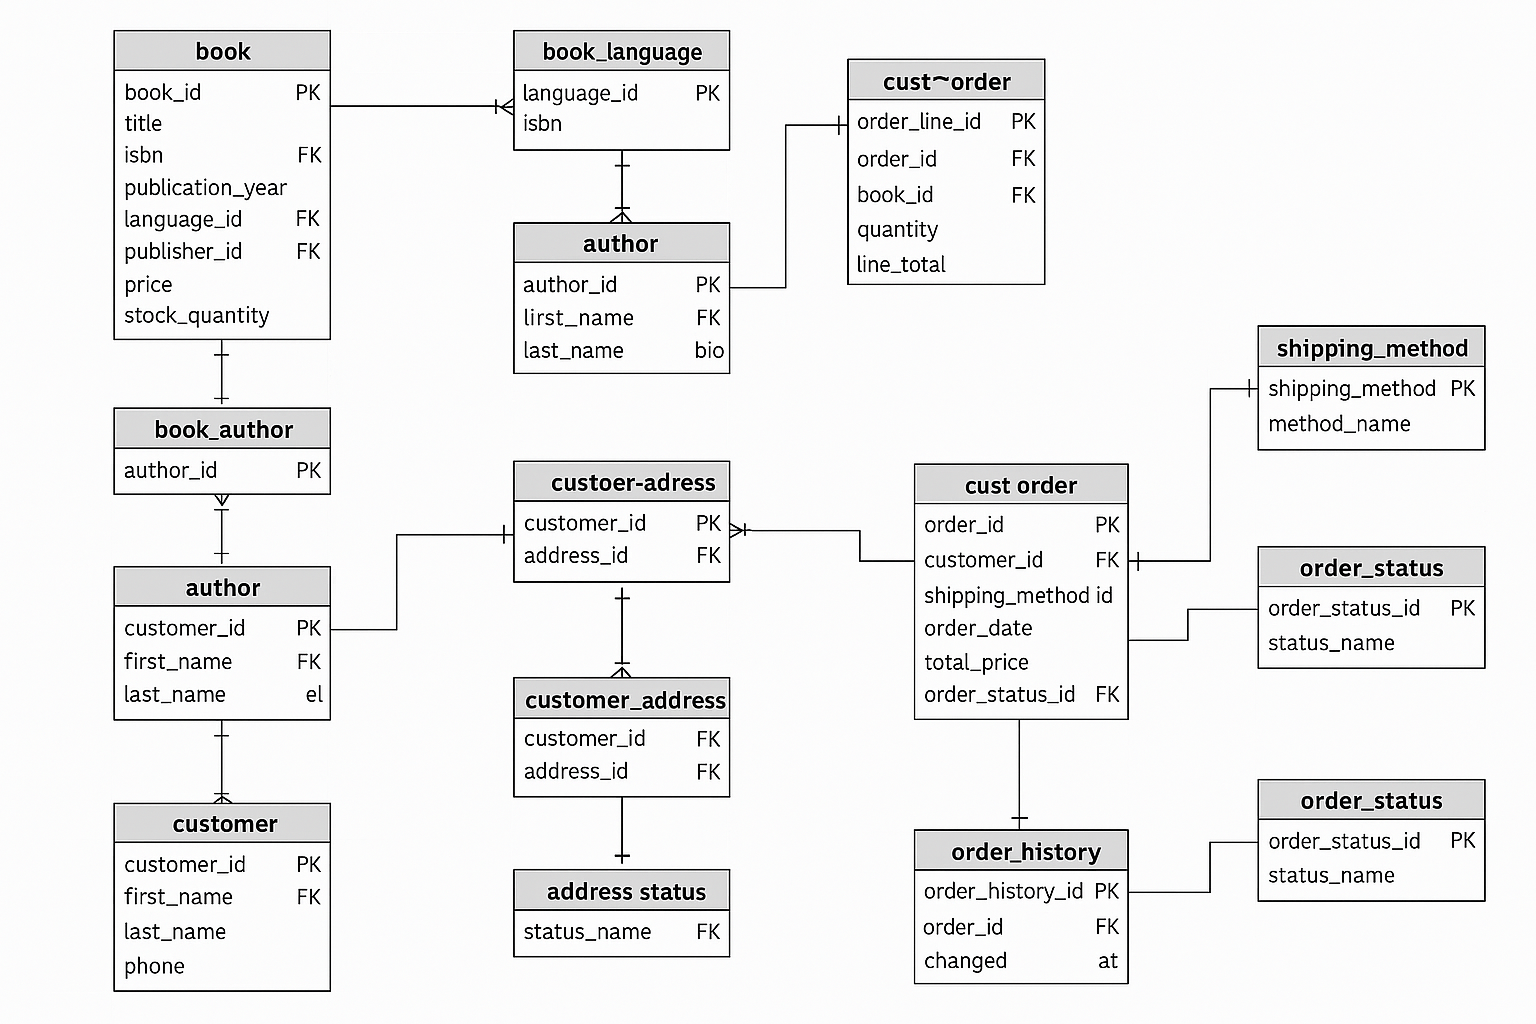 book
book_id PK
title
isbn FK
publication_year
language_id FK
publisher_id FK
price
stock_quantity
book_language
language_id PK
isbn
cust~order
order_line_id PK
order_id FK
book_id FK
quantity
line_total
author
author_id PK
lirst_name FK
last_name bio
shipping_method
shipping_method PK
method_name
book_author
author_id PK
custoer-adress
customer_id PK
address_id FK
cust order
order_id PK
customer_id FK
shipping_method id
order_date
total_price
order_status_id FK
order_status
order_status_id PK
status_name
author
customer_id PK
first_name FK
last_name el
customer_address
customer_id FK
address_id FK
customer
customer_id PK
first_name FK
last_name
phone
address status
status_name FK
order_history
order_history_id PK
order_id FK
changed at
order_status
order_status_id PK
status_name